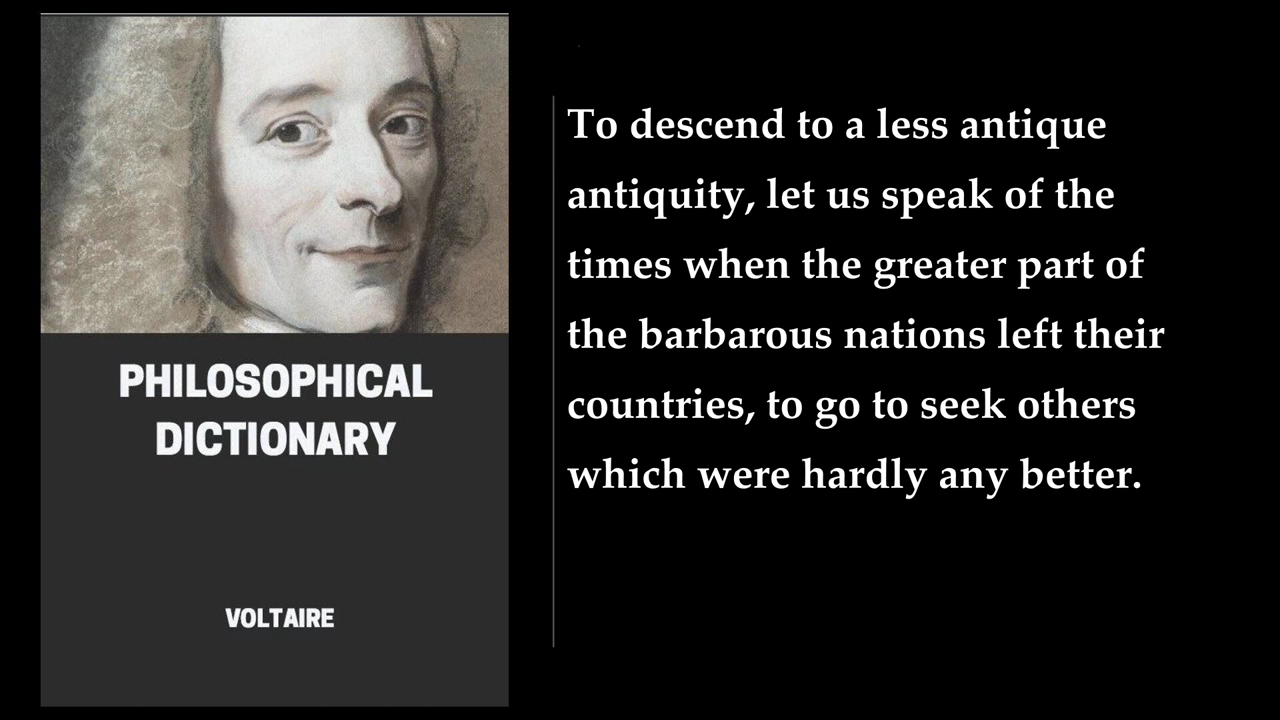 PHILOSOPHICAL
DICTIONARY
VOLTAIRE
To descend to a less antique
antiquity, let us speak of the
times when the greater part of
the barbarous nations left their
countries, to go to seek others
which were hardly any better.